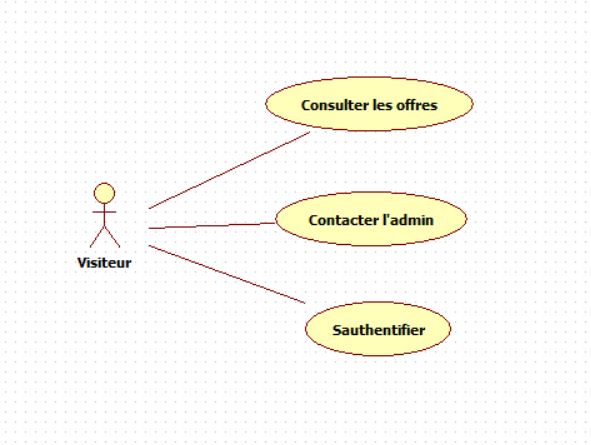 Consulter les offres
Contacter l'admin
Visiteur
Sauthentifier